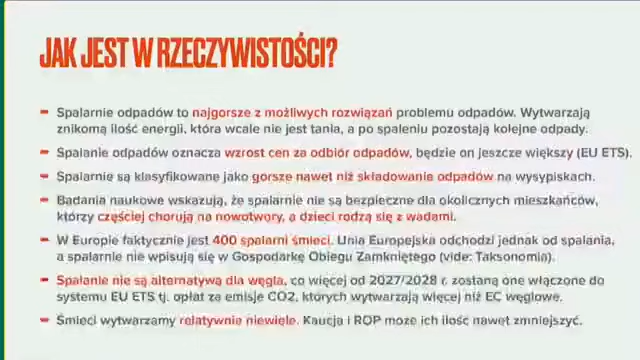 JAK JEST W RZECZYWISTOŚCI?
Spalarnie odpadów to najgorsze z możliwych rozwiązań problemu odpadów. Wytwarzają
znikomą ilość energii, która wcale nie jest tania, a po spaleniu pozostają kolejne odpady.
Spalanie odpadów oznacza wzrost cen za odbiór odpadów, będzie on jeszcze większy (EU ETS).
Spalarnie są klasyfikowane jako gorsze nawet niż składowanie odpadów na wysypiskach.
Badania naukowe wskazują, że spalarnie nie są bezpieczne dla okolicznych mieszkańców,
którzy częściej chorują na nowotwory, a dzieci rodzą się z wadami.
W Europie faktycznie jest 400 spalarni śmieci. Unia Europejska odchodzi jednak od spalania,
a spalarnie nie wpisują się w Gospodarkę Obiegu Zamkniętego (vide: Taksonomia).
Spalanie nie są alternatywą dla węgla, co więcej od 2027/2028 r. zostaną one włączone do
systemu EU ETS tj. opłat za emisje CO2, których wytwarzają więcej niż EC węglowe.
Śmieci wytwarzamy relatywnie niewiele. Kaucja i ROP może ich ilość nawet zmniejszyć.